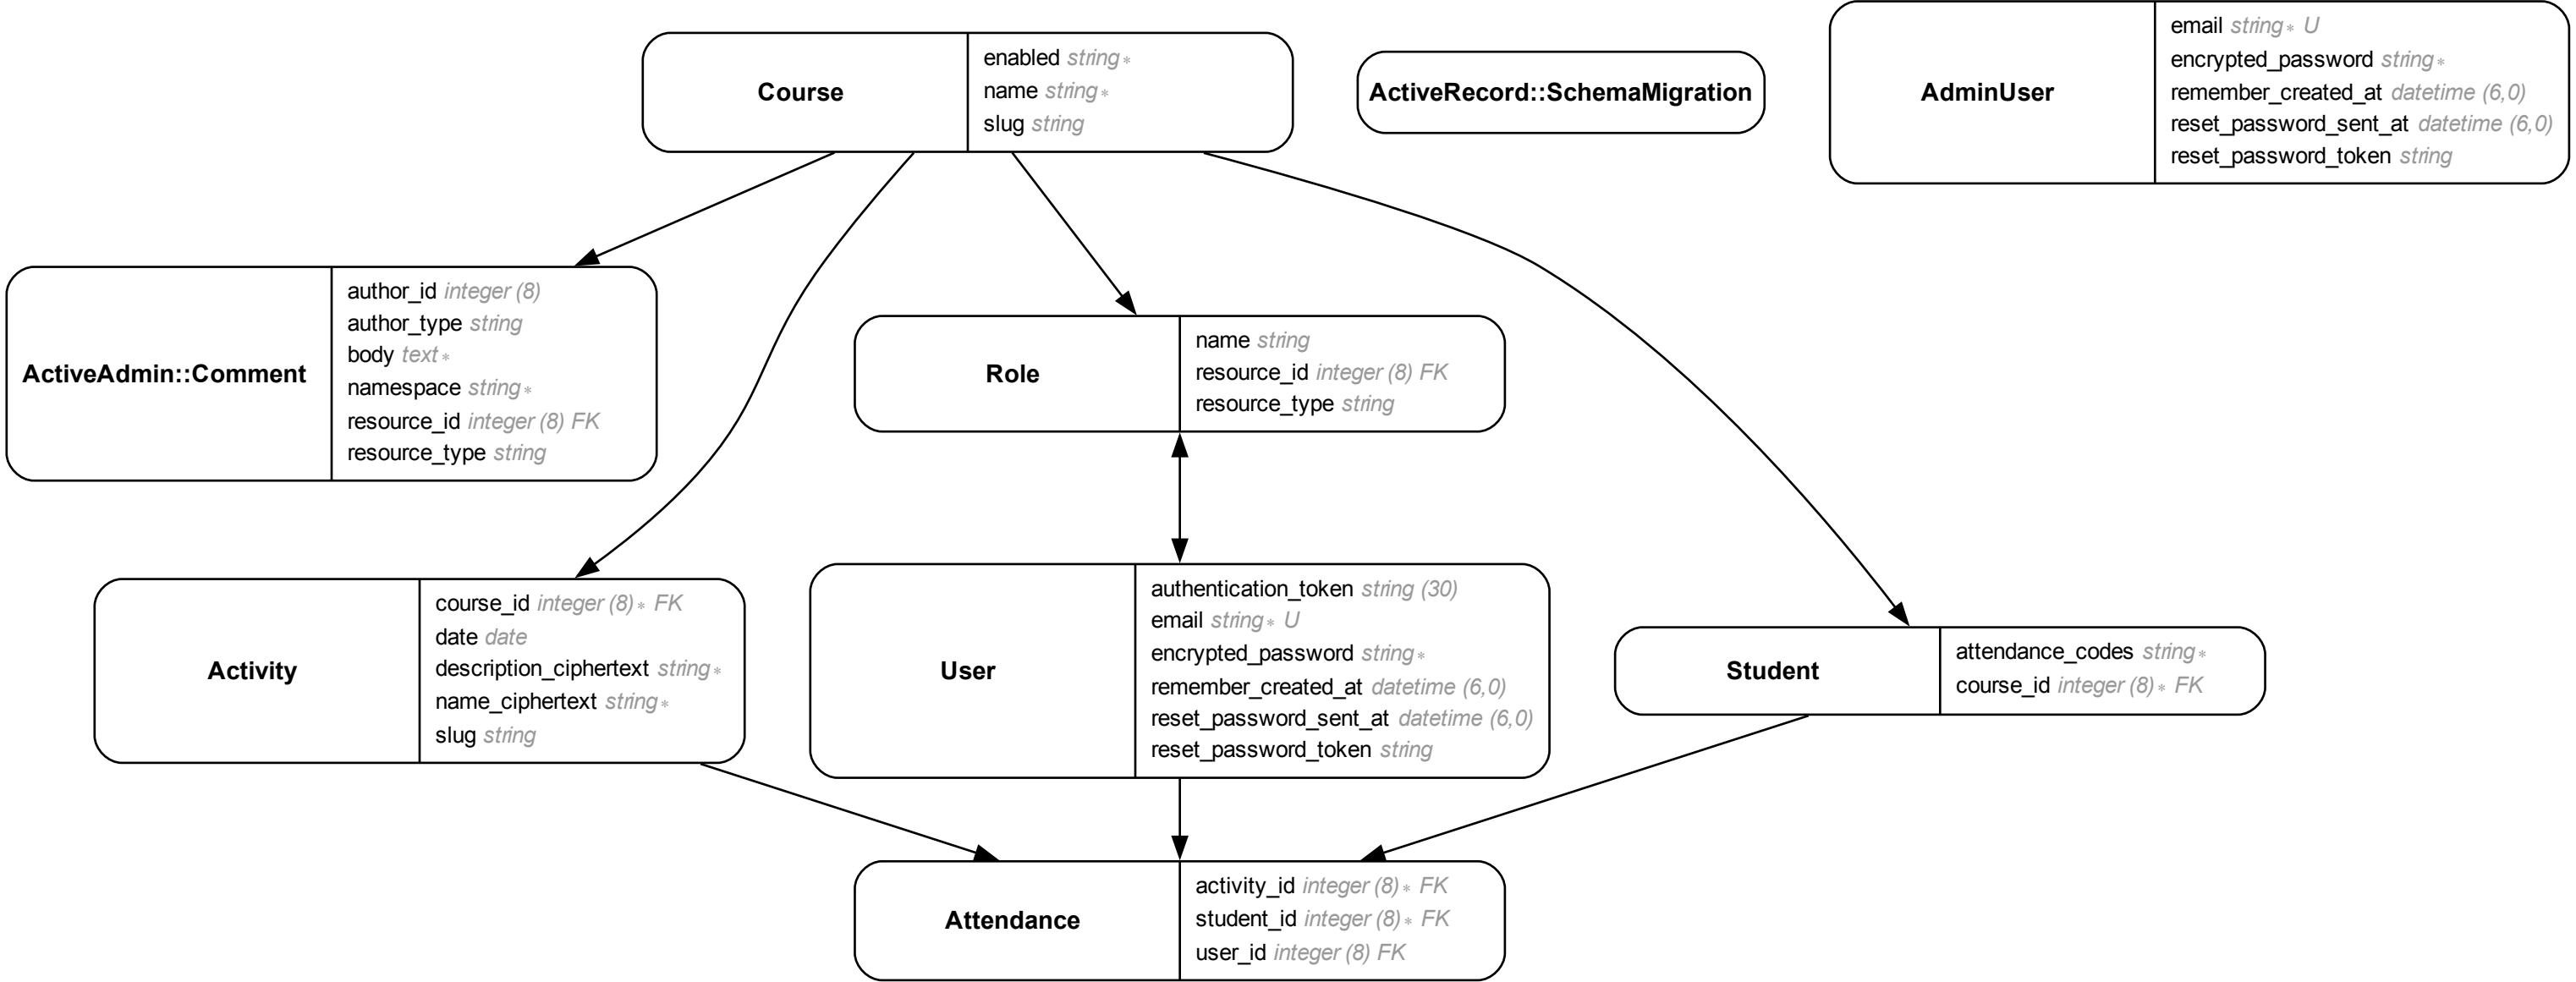 Course
enabled string *
name string *
slug string
ActiveRecord::SchemaMigration
AdminUser
email string * U
encrypted_password string *
remember_created_at datetime (6,0)
reset_password_sent_at datetime (6,0)
reset_password_token string
ActiveAdmin::Comment
author_id integer (8)
author_type string
body text *
namespace string *
resource_id integer (8) FK
resource_type string
Role
name string
resource_id integer (8) FK
resource_type string
Activity
course_id integer (8) * FK
date date
description_ciphertext string *
name_ciphertext string *
slug string
User
authentication_token string (30)
email string * U
encrypted_password string *
remember_created_at datetime (6,0)
reset_password_sent_at datetime (6,0)
reset_password_token string
Student
attendance_codes string *
course_id integer (8) * FK
Attendance
activity_id integer (8) * FK
student_id integer (8) * FK
user_id integer (8) FK